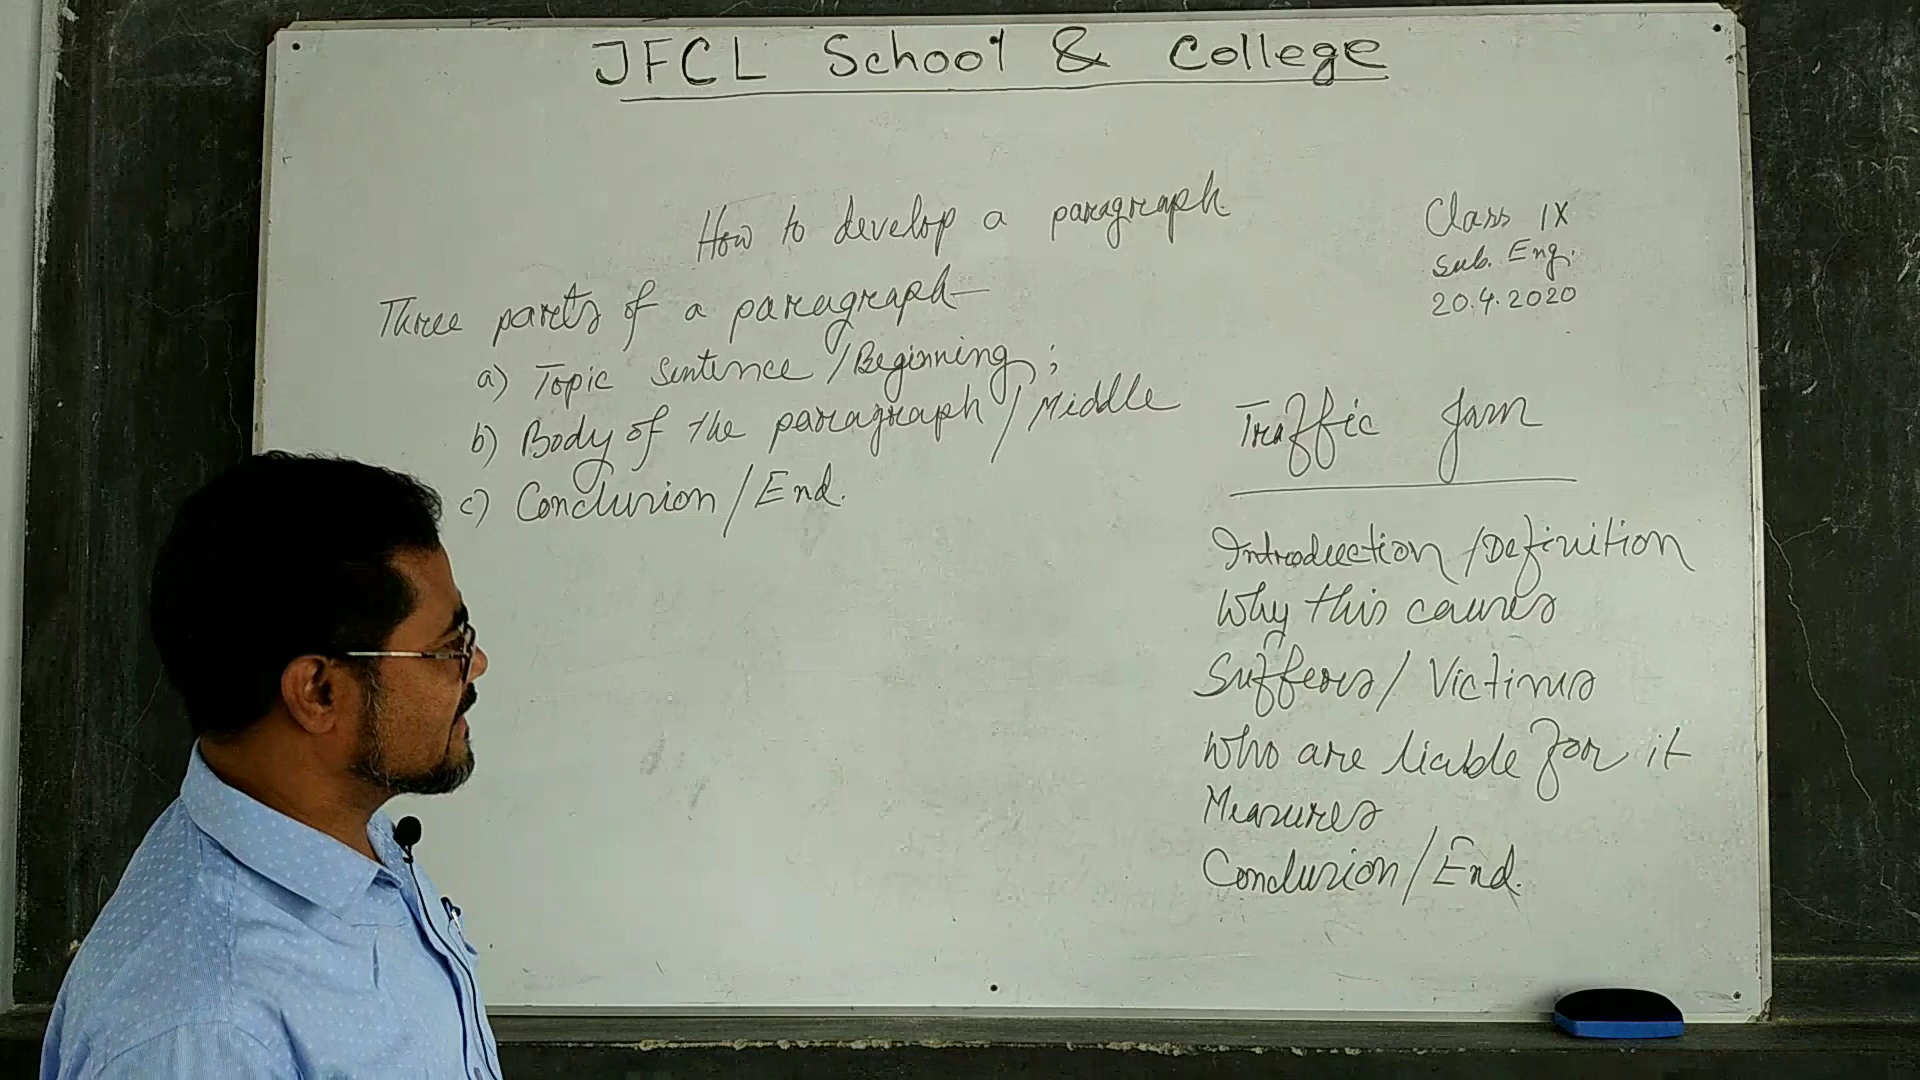 JFCL School & College
How to develop a paragraph
Class IX
Sub. Eng.
20.4.2020
Three parts of a paragraph—
a) Topic Sentence / Beginning;
b) Body of the paragraph / Middle
c) Conclusion / End.
Traffic Jam
Introduction / Definition
Why this causes
Suffers / Victims
Who are liable for it
Measures
Conclusion / End.